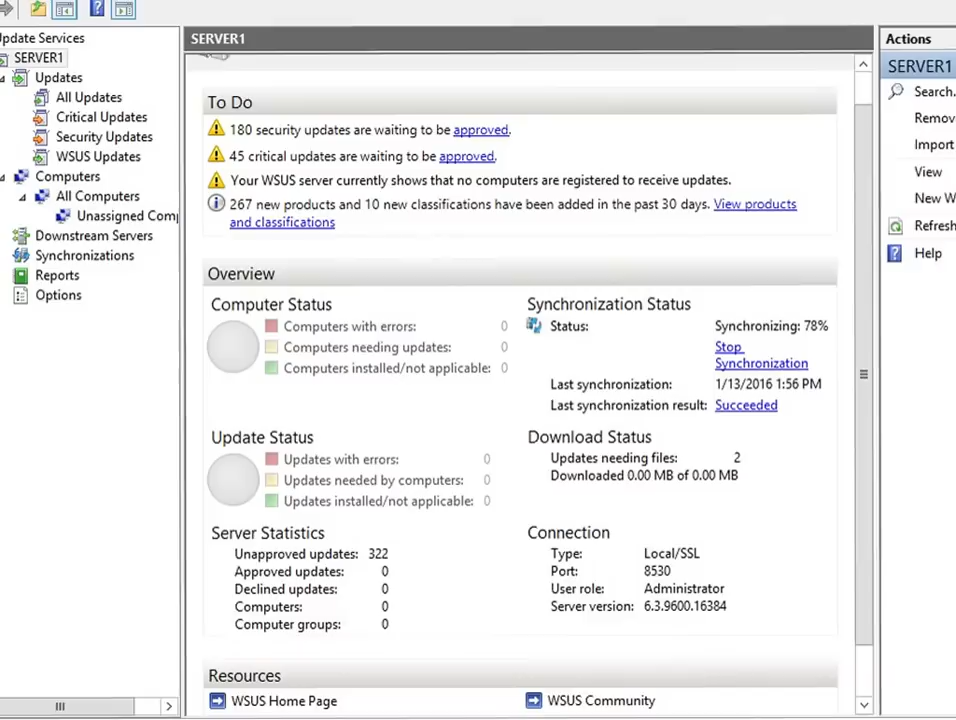 Update Services
SERVER1
Updates
All Updates
Critical Updates
Security Updates
WSUS Updates
Computers
All Computers
Unassigned Comp
Downstream Servers
Synchronizations
Reports
Options
SERVER1
To Do
180 security updates are waiting to be approved.
45 critical updates are waiting to be approved.
Your WSUS server currently shows that no computers are registered to receive updates.
267 new products and 10 new classifications have been added in the past 30 days. View products
and classifications
Overview
Computer Status
Computers with errors: 0
Computers needing updates: 0
Computers installed/not applicable: 0
Synchronization Status
Status: Synchronizing: 78%
Stop
Synchronization
Last synchronization: 1/13/2016 1:56 PM
Last synchronization result: Succeeded
Update Status
Updates with errors: 0
Updates needed by computers: 0
Updates installed/not applicable: 0
Download Status
Updates needing files: 2
Downloaded 0.00 MB of 0.00 MB
Server Statistics
Unapproved updates: 322
Approved updates: 0
Declined updates: 0
Computers: 0
Computer groups: 0
Connection
Type: Local/SSL
Port: 8530
User role: Administrator
Server version: 6.3.9600.16384
Resources
WSUS Home Page
WSUS Community
Actions
SERVER1
Search.
Remov
Import
View
New W
Refresh
Help